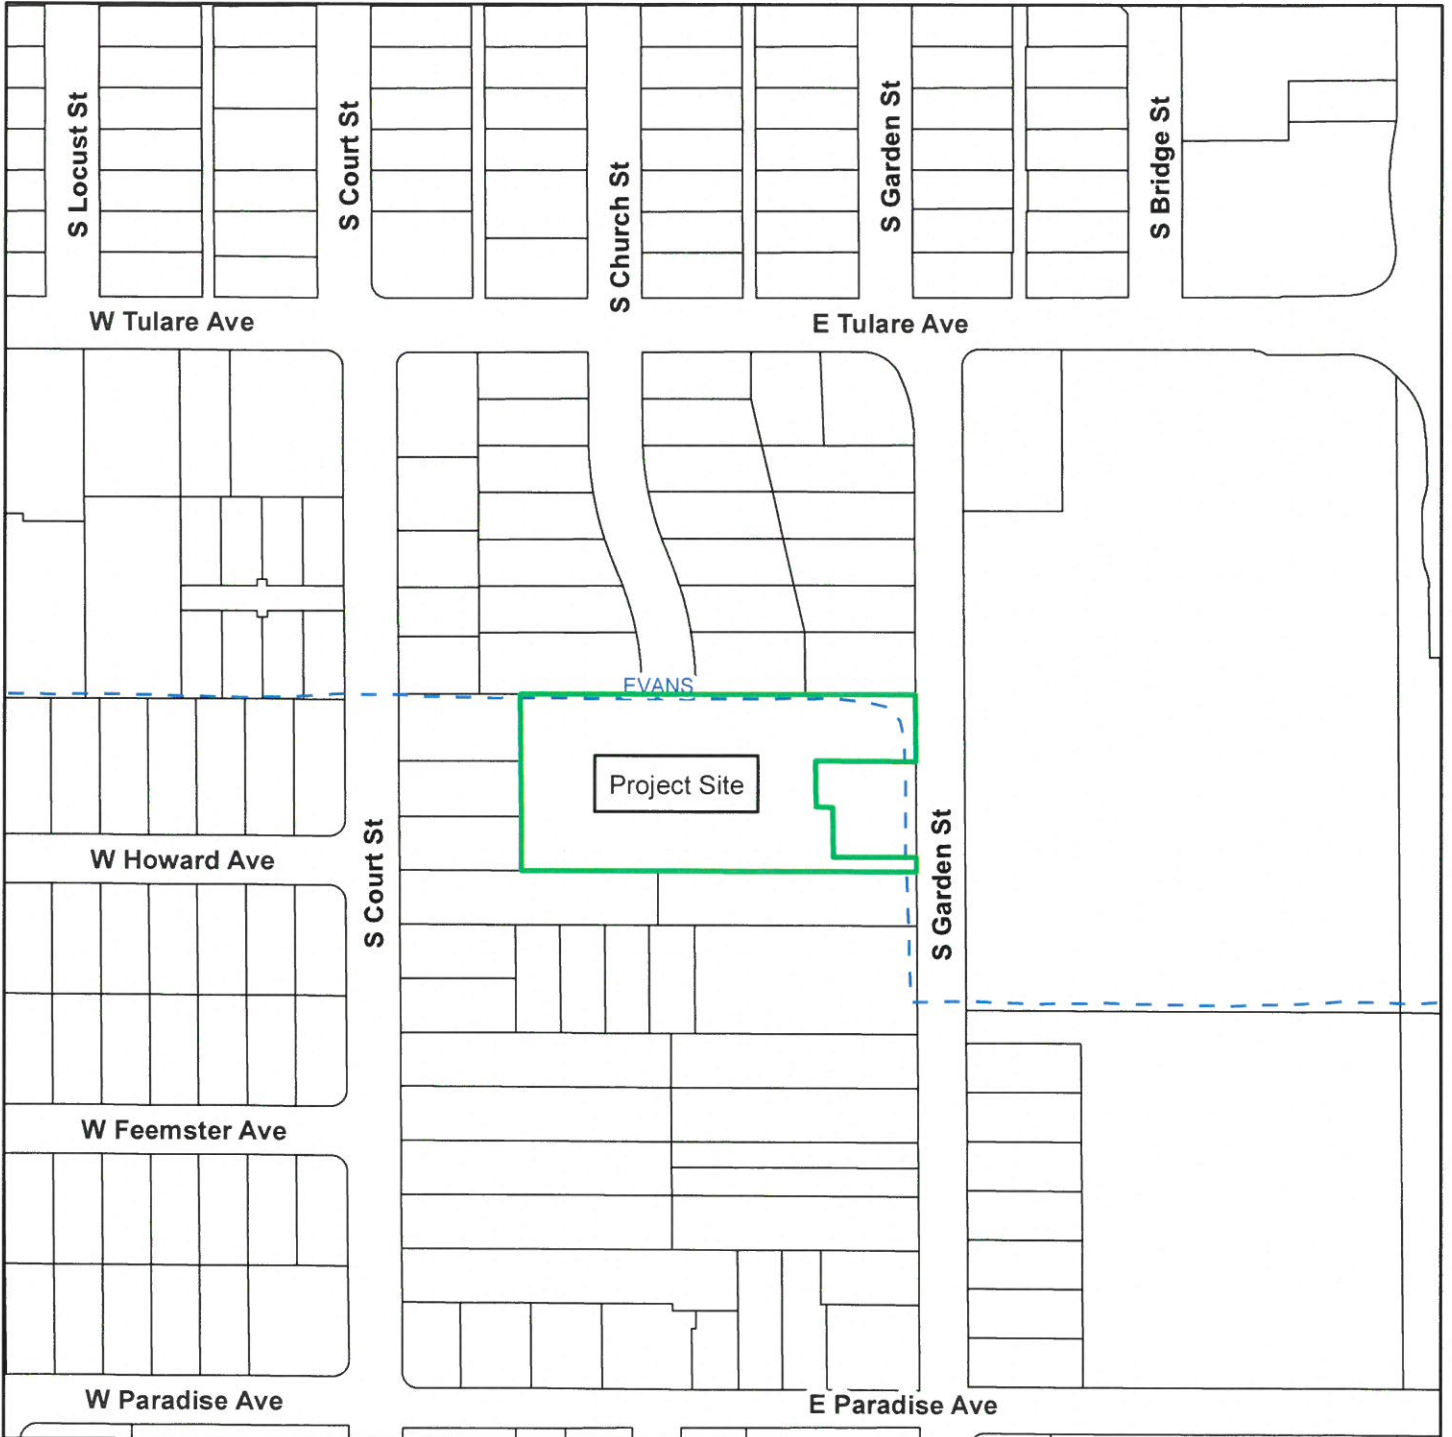 S Locust St
S Court St
S Church St
S Garden St
S Bridge St
W Tulare Ave
E Tulare Ave
EVANS
Project Site
W Howard Ave
S Court St
S Garden St
W Feemster Ave
W Paradise Ave
E Paradise Ave